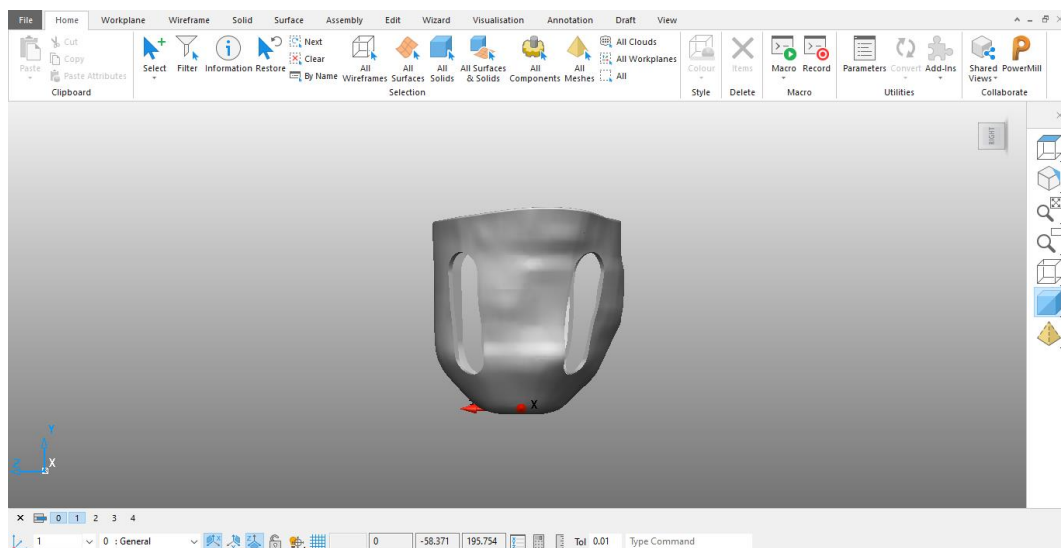 File Home Workplane Wireframe Solid Surface Assembly Edit Wizard Visualisation Annotation Draft View
Paste
Cut
Copy
Paste Attributes
Clipboard
Select
Filter
Information
Restore
Next
Clear
By Name
All Wireframes
All Surfaces
All Solids
All Surfaces & Solids
All Components
All Meshes
All Clouds
All Workplanes
All
Selection
Colour
Style
Items
Delete
Macro
Record
Macro
Parameters
Convert
Add-Ins
Utilities
Shared Views
PowerMill
Collaborate
RIGHT
X
Y
Z
X
0 1 2 3 4
1 0 : General 0 -58.371 195.754 Tol 0.01 Type Command